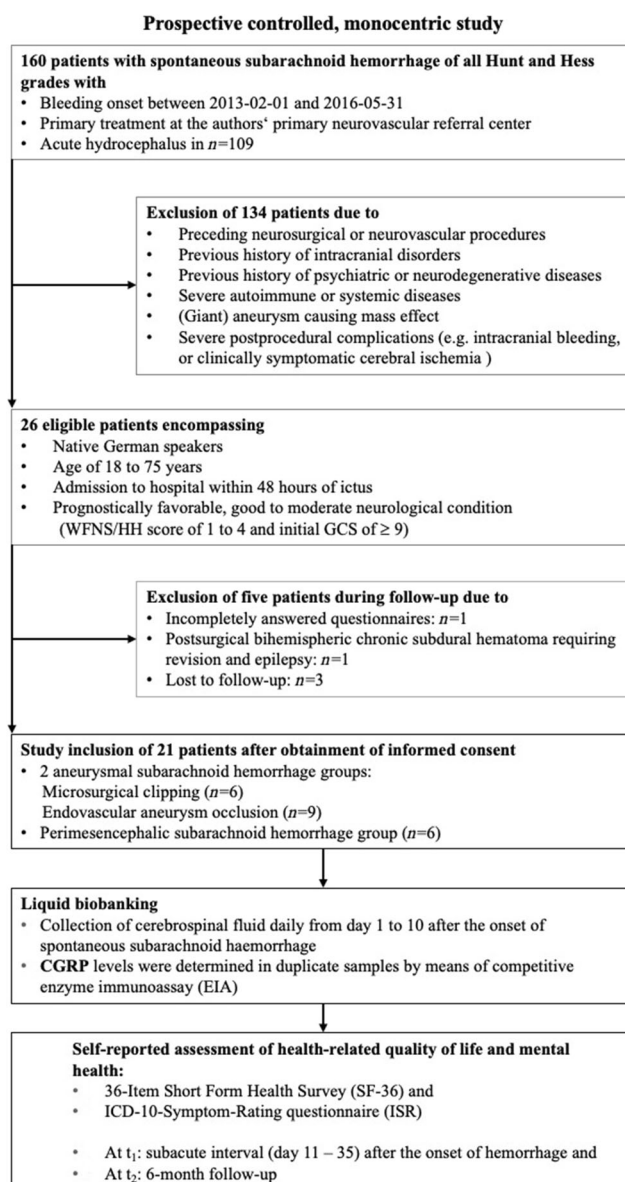 Prospective controlled, monocentric study
160 patients with spontaneous subarachnoid hemorrhage of all Hunt and Hess
grades with
• Bleeding onset between 2013-02-01 and 2016-05-31
• Primary treatment at the authors‘ primary neurovascular referral center
• Acute hydrocephalus in n=109
Exclusion of 134 patients due to
• Preceding neurosurgical or neurovascular procedures
• Previous history of intracranial disorders
• Previous history of psychiatric or neurodegenerative diseases
• Severe autoimmune or systemic diseases
• (Giant) aneurysm causing mass effect
• Severe postprocedural complications (e.g. intracranial bleeding,
or clinically symptomatic cerebral ischemia )
26 eligible patients encompassing
• Native German speakers
• Age of 18 to 75 years
• Admission to hospital within 48 hours of ictus
• Prognostically favorable, good to moderate neurological condition
(WFNS/HH score of 1 to 4 and initial GCS of ≥ 9)
Exclusion of five patients during follow-up due to
• Incompletely answered questionnaires: n=1
• Postsurgical bihemispheric chronic subdural hematoma requiring
revision and epilepsy: n=1
• Lost to follow-up: n=3
Study inclusion of 21 patients after obtainment of informed consent
• 2 aneurysmal subarachnoid hemorrhage groups:
Microsurgical clipping (n=6)
Endovascular aneurysm occlusion (n=9)
• Perimesencephalic subarachnoid hemorrhage group (n=6)
Liquid biobanking
• Collection of cerebrospinal fluid daily from day 1 to 10 after the onset of
spontaneous subarachnoid haemorrhage
• CGRP levels were determined in duplicate samples by means of competitive
enzyme immunoassay (EIA)
Self-reported assessment of health-related quality of life and mental
health:
• 36-Item Short Form Health Survey (SF-36) and
• ICD-10-Symptom-Rating questionnaire (ISR)
• At t₁: subacute interval (day 11 – 35) after the onset of hemorrhage and
• At t₂: 6-month follow-up